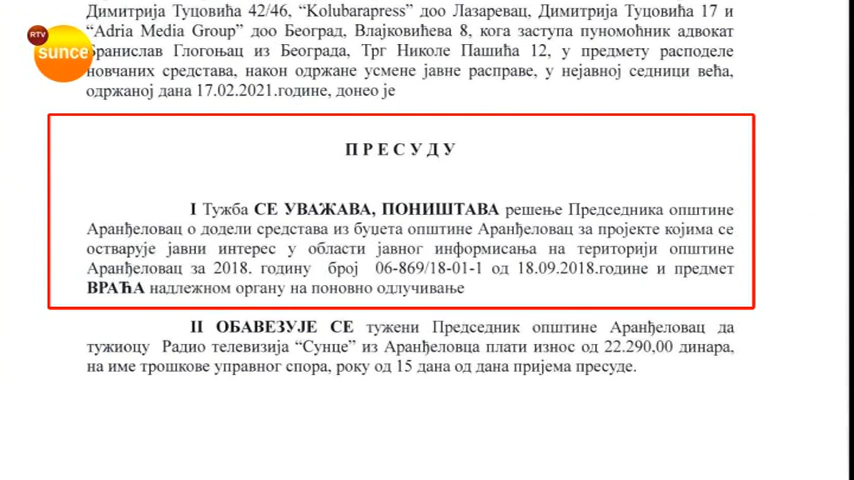 Димитрија Туцовића 42/46, “Kolubarapress” доо Лазаревац, Димитрија Туцовића 17 и
“Adria Media Group” доо Београд, Влајковићева 8, кога заступа пуномоћник адвокат
Бранислав Глогоњац из Београда, Трг Николе Пашића 12, у предмету расподеле
новчаних средстава, након одржане усмене јавне расправе, у нејавној седници већа,
одржаној дана 17.02.2021.године, донео је
RTV
sunce
П Р Е С У Д У
I Тужба СЕ УВАЖАВА, ПОНИШТАВА решење Председника општине
Аранђеловац о додели средстава из буџета општине Аранђеловац за пројекте којима се
остварује јавни интерес у области јавног информисања на територији општине
Аранђеловац за 2018. годину број 06-869/18-01-1 од 18.09.2018.године и предмет
ВРАЋА надлежном органу на поновно одлучивање
II ОБАВЕЗУЈЕ СЕ тужени Председник општине Аранђеловац да
тужиоцу Радио телевизија “Сунце” из Аранђеловца плати износ од 22.290,00 динара,
на име трошкове управног спора, року од 15 дана од дана пријема пресуде.